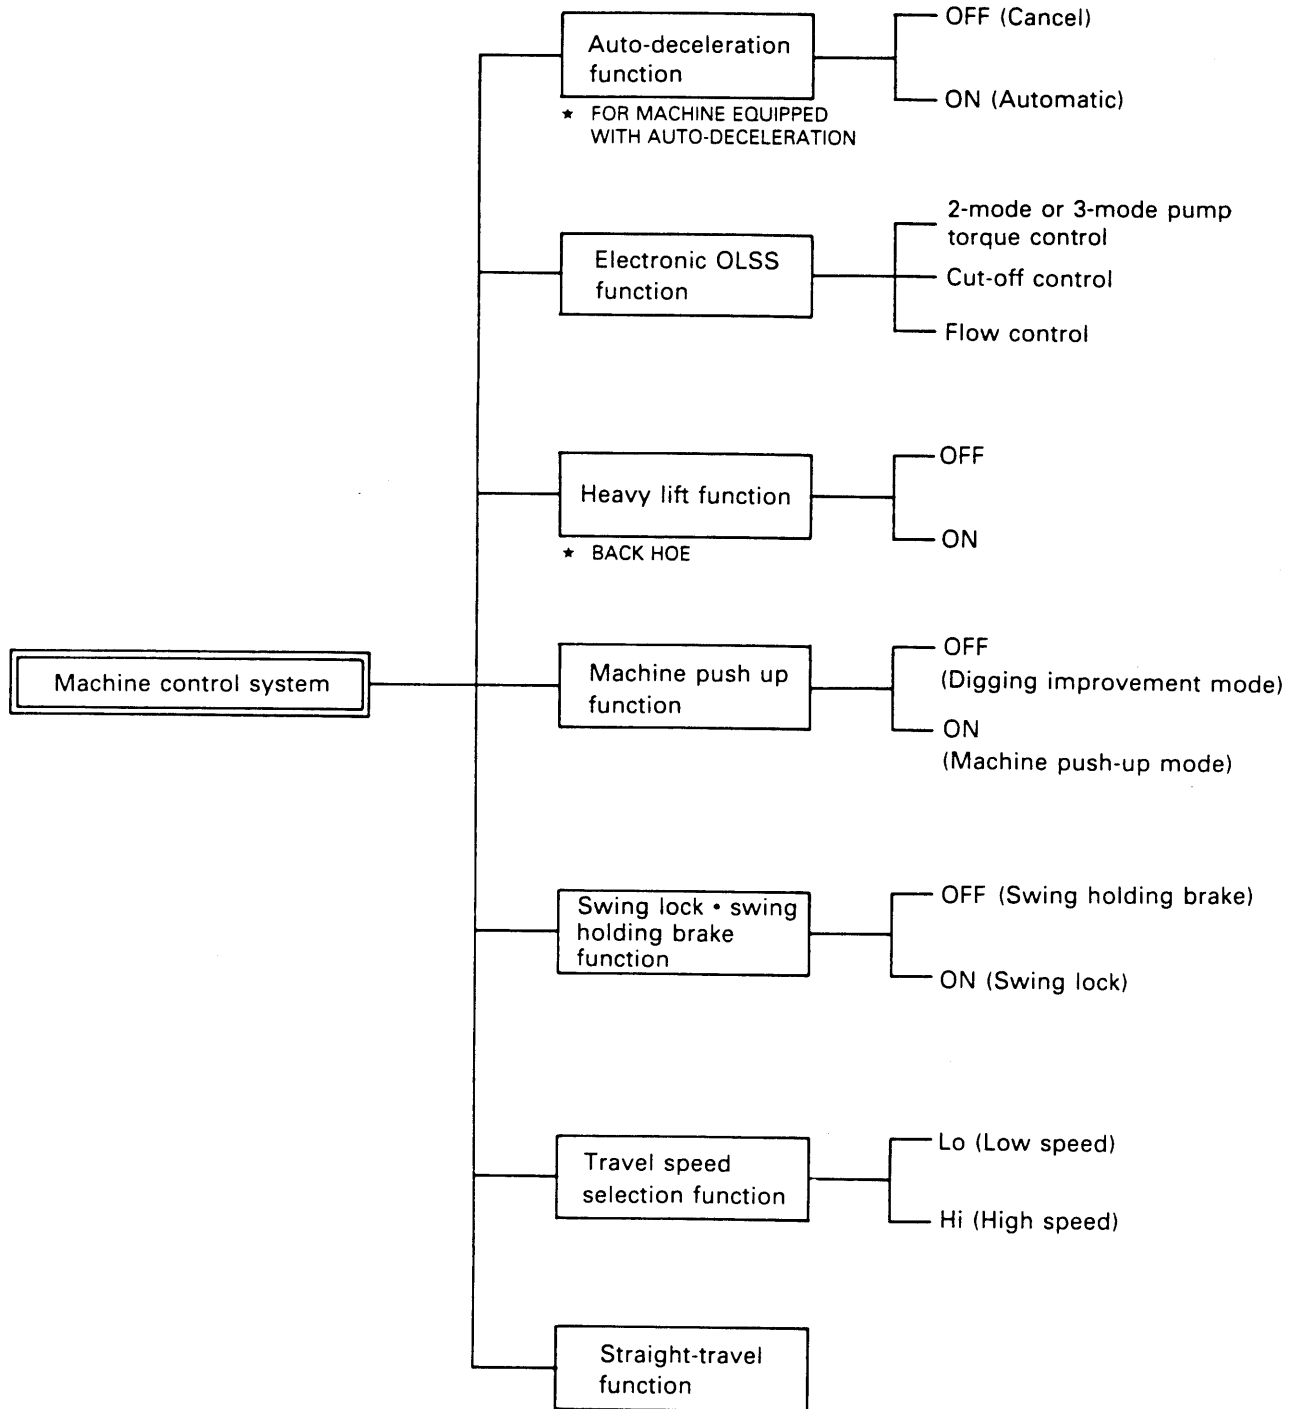 Auto-deceleration
function
OFF (Cancel)
ON (Automatic)
★ FOR MACHINE EQUIPPED
WITH AUTO-DECELERATION
Electronic OLSS
function
2-mode or 3-mode pump
torque control
Cut-off control
Flow control
Heavy lift function
OFF
ON
★ BACK HOE
Machine control system
Machine push up
function
OFF
(Digging improvement mode)
ON
(Machine push-up mode)
Swing lock • swing
holding brake
function
OFF (Swing holding brake)
ON (Swing lock)
Travel speed
selection function
Lo (Low speed)
Hi (High speed)
Straight-travel
function